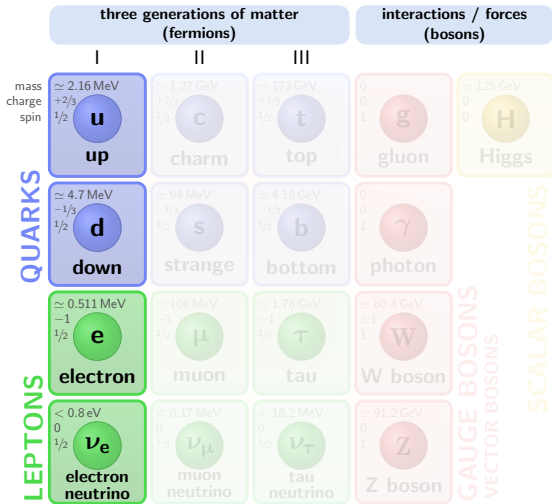 three generations of matter
(fermions)
interactions / forces
(bosons)
I
II
III
mass
charge
spin
≃ 2.16 MeV
+2/3
1/2
u
up
≃ 1.27 GeV
+2/3
1/2
c
charm
≃ 173 GeV
+2/3
1/2
t
top
0
0
1
g
gluon
≃ 125 GeV
0
0
H
Higgs
QUARKS
≃ 4.7 MeV
−1/3
1/2
d
down
≃ 94 MeV
−1/3
1/2
s
strange
≃ 4.18 GeV
−1/3
1/2
b
bottom
0
0
1
γ
photon
SCALAR BOSONS
LEPTONS
≃ 0.511 MeV
−1
1/2
e
electron
≃ 106 MeV
−1
1/2
μ
muon
≃ 1.78 GeV
−1
1/2
τ
tau
≃ 80.4 GeV
±1
1
W
W boson
GAUGE BOSONS
VECTOR BOSONS
< 0.8 eV
0
1/2
νe
electron
neutrino
< 0.17 MeV
0
1/2
νμ
muon
neutrino
< 18.2 MeV
0
1/2
ντ
tau
neutrino
≃ 91.2 GeV
0
1
Z
Z boson